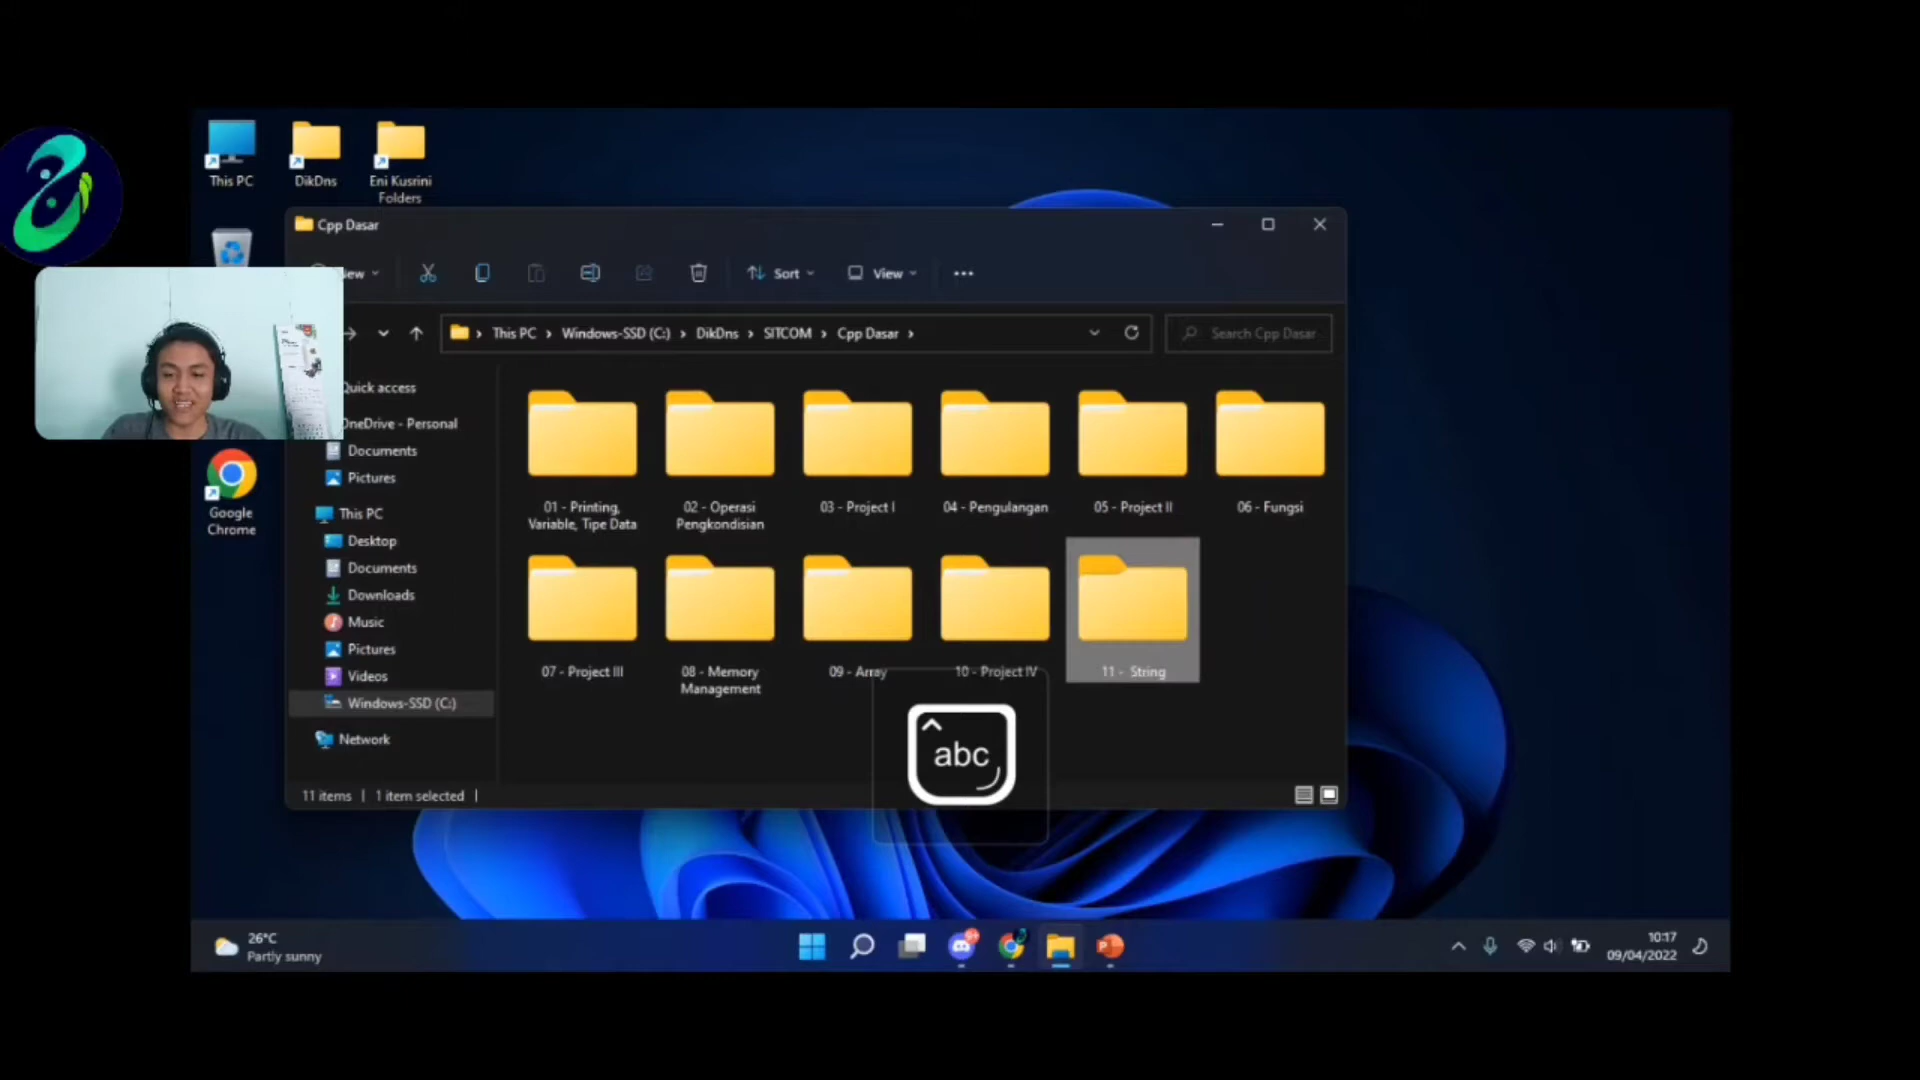 This PC
DikDns
Eni Kusrini
Folders
Cpp Dasar
Sort
View
This PC
Windows-SSD (C:)
DikDns
SITCOM
Cpp Dasar
Search Cpp Dasar
Quick access
OneDrive - Personal
Documents
Pictures
This PC
Desktop
Documents
Downloads
Music
Pictures
Videos
Windows-SSD (C:)
Network
Google
Chrome
01 - Printing,
Variable, Tipe Data
02 - Operasi
Pengkondisian
03 - Project I
04 - Pengulangan
05 - Project II
06 - Fungsi
07 - Project III
08 - Memory
Management
09 - Array
10 - Project IV
11 - String
abc
11 items | 1 item selected |
26°C
Partly sunny
10:17
09/04/2022